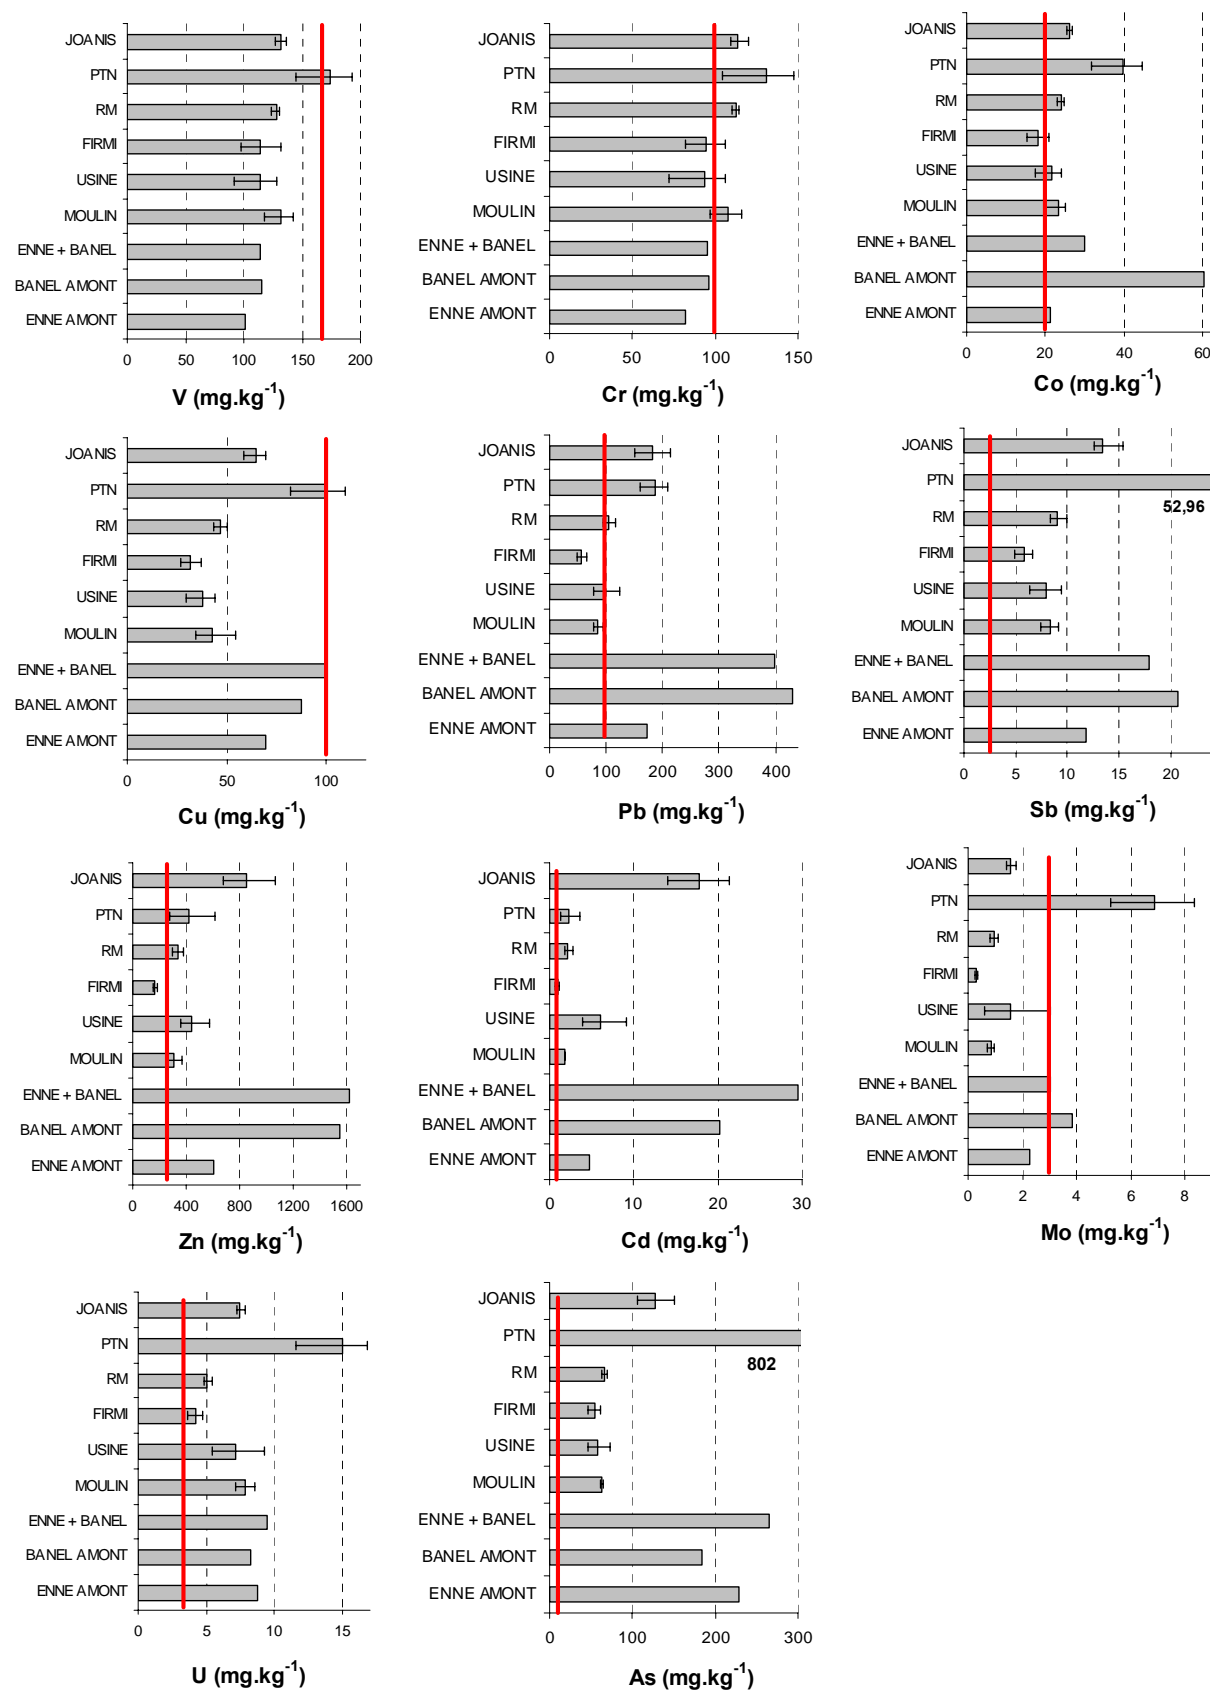 JOANIS
PTN
RM
FIRMI
USINE
MOULIN
ENNE + BANEL
BANEL AMONT
ENNE AMONT
0 50 100 150 200
V (mg.kg⁻¹)
JOANIS
PTN
RM
FIRMI
USINE
MOULIN
ENNE + BANEL
BANEL AMONT
ENNE AMONT
0 50 100 150
Cr (mg.kg⁻¹)
JOANIS
PTN
RM
FIRMI
USINE
MOULIN
ENNE + BANEL
BANEL AMONT
ENNE AMONT
0 20 40 60
Co (mg.kg⁻¹)
JOANIS
PTN
RM
FIRMI
USINE
MOULIN
ENNE + BANEL
BANEL AMONT
ENNE AMONT
0 50 100
Cu (mg.kg⁻¹)
JOANIS
PTN
RM
FIRMI
USINE
MOULIN
ENNE + BANEL
BANEL AMONT
ENNE AMONT
0 100 200 300 400
Pb (mg.kg⁻¹)
JOANIS
PTN
52,96
RM
FIRMI
USINE
MOULIN
ENNE + BANEL
BANEL AMONT
ENNE AMONT
0 5 10 15 20
Sb (mg.kg⁻¹)
JOANIS
PTN
RM
FIRMI
USINE
MOULIN
ENNE + BANEL
BANEL AMONT
ENNE AMONT
0 400 800 1200 1600
Zn (mg.kg⁻¹)
JOANIS
PTN
RM
FIRMI
USINE
MOULIN
ENNE + BANEL
BANEL AMONT
ENNE AMONT
0 10 20 30
Cd (mg.kg⁻¹)
JOANIS
PTN
RM
FIRMI
USINE
MOULIN
ENNE + BANEL
BANEL AMONT
ENNE AMONT
0 2 4 6 8
Mo (mg.kg⁻¹)
JOANIS
PTN
RM
FIRMI
USINE
MOULIN
ENNE + BANEL
BANEL AMONT
ENNE AMONT
0 5 10 15
U (mg.kg⁻¹)
JOANIS
PTN
802
RM
FIRMI
USINE
MOULIN
ENNE + BANEL
BANEL AMONT
ENNE AMONT
0 100 200 300
As (mg.kg⁻¹)